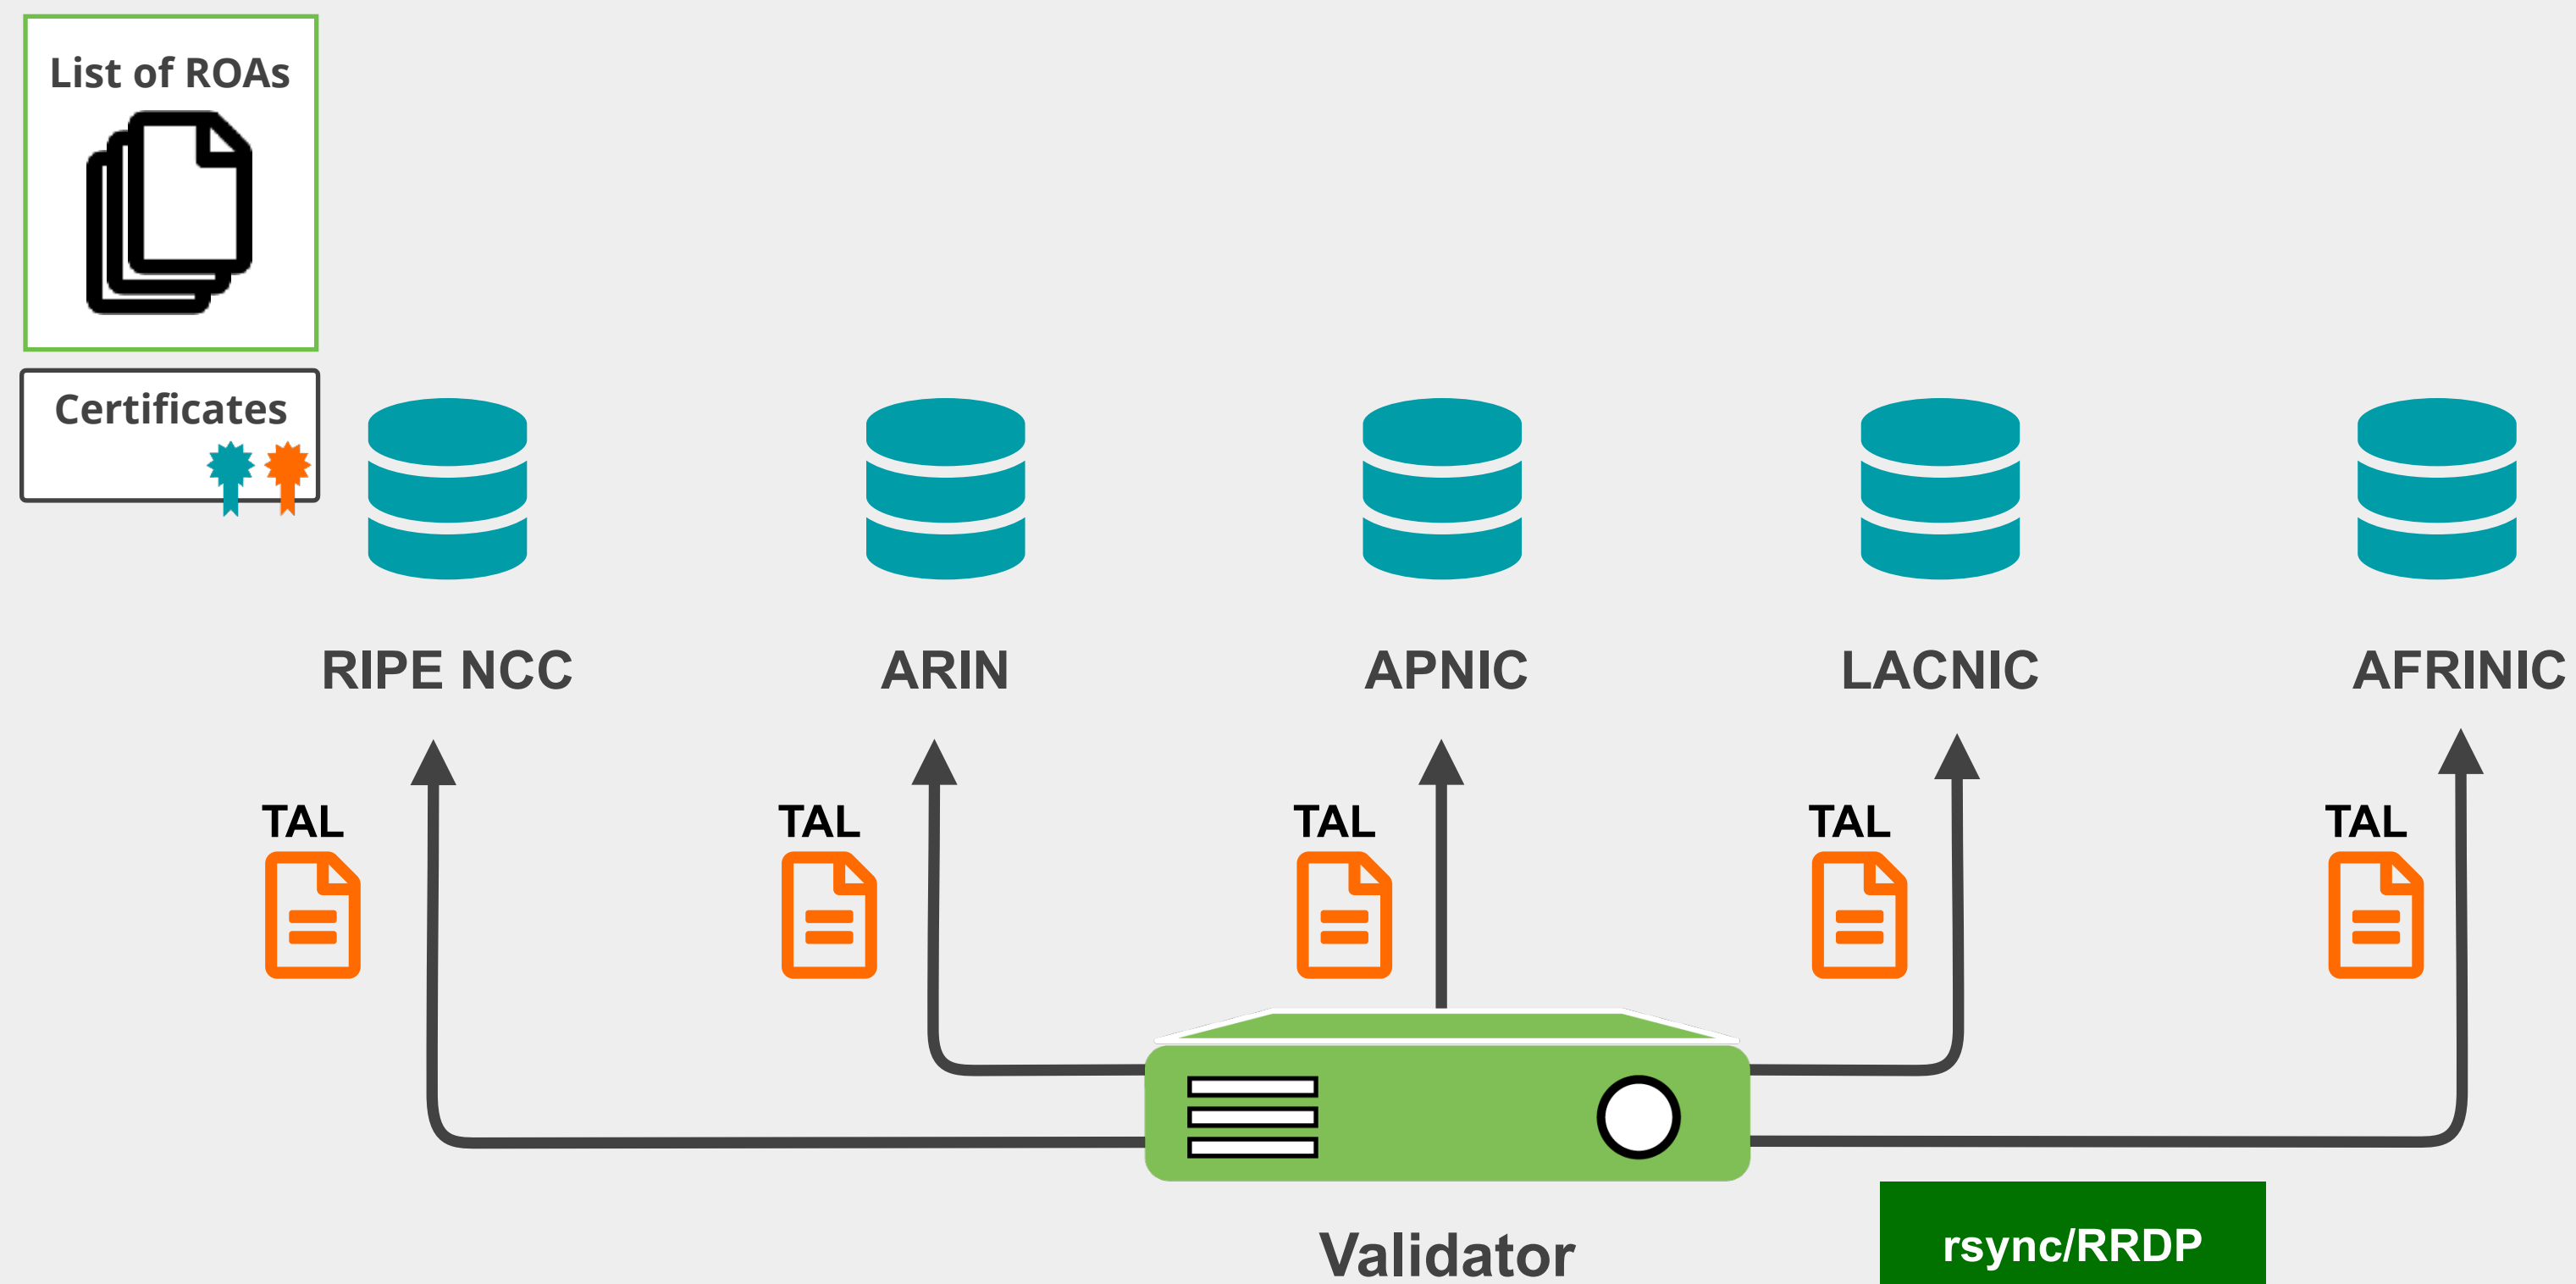 List of ROAs
Certificates
RIPE NCC
ARIN
APNIC
LACNIC
AFRINIC
TAL
TAL
TAL
TAL
TAL
Validator
rsync/RRDP